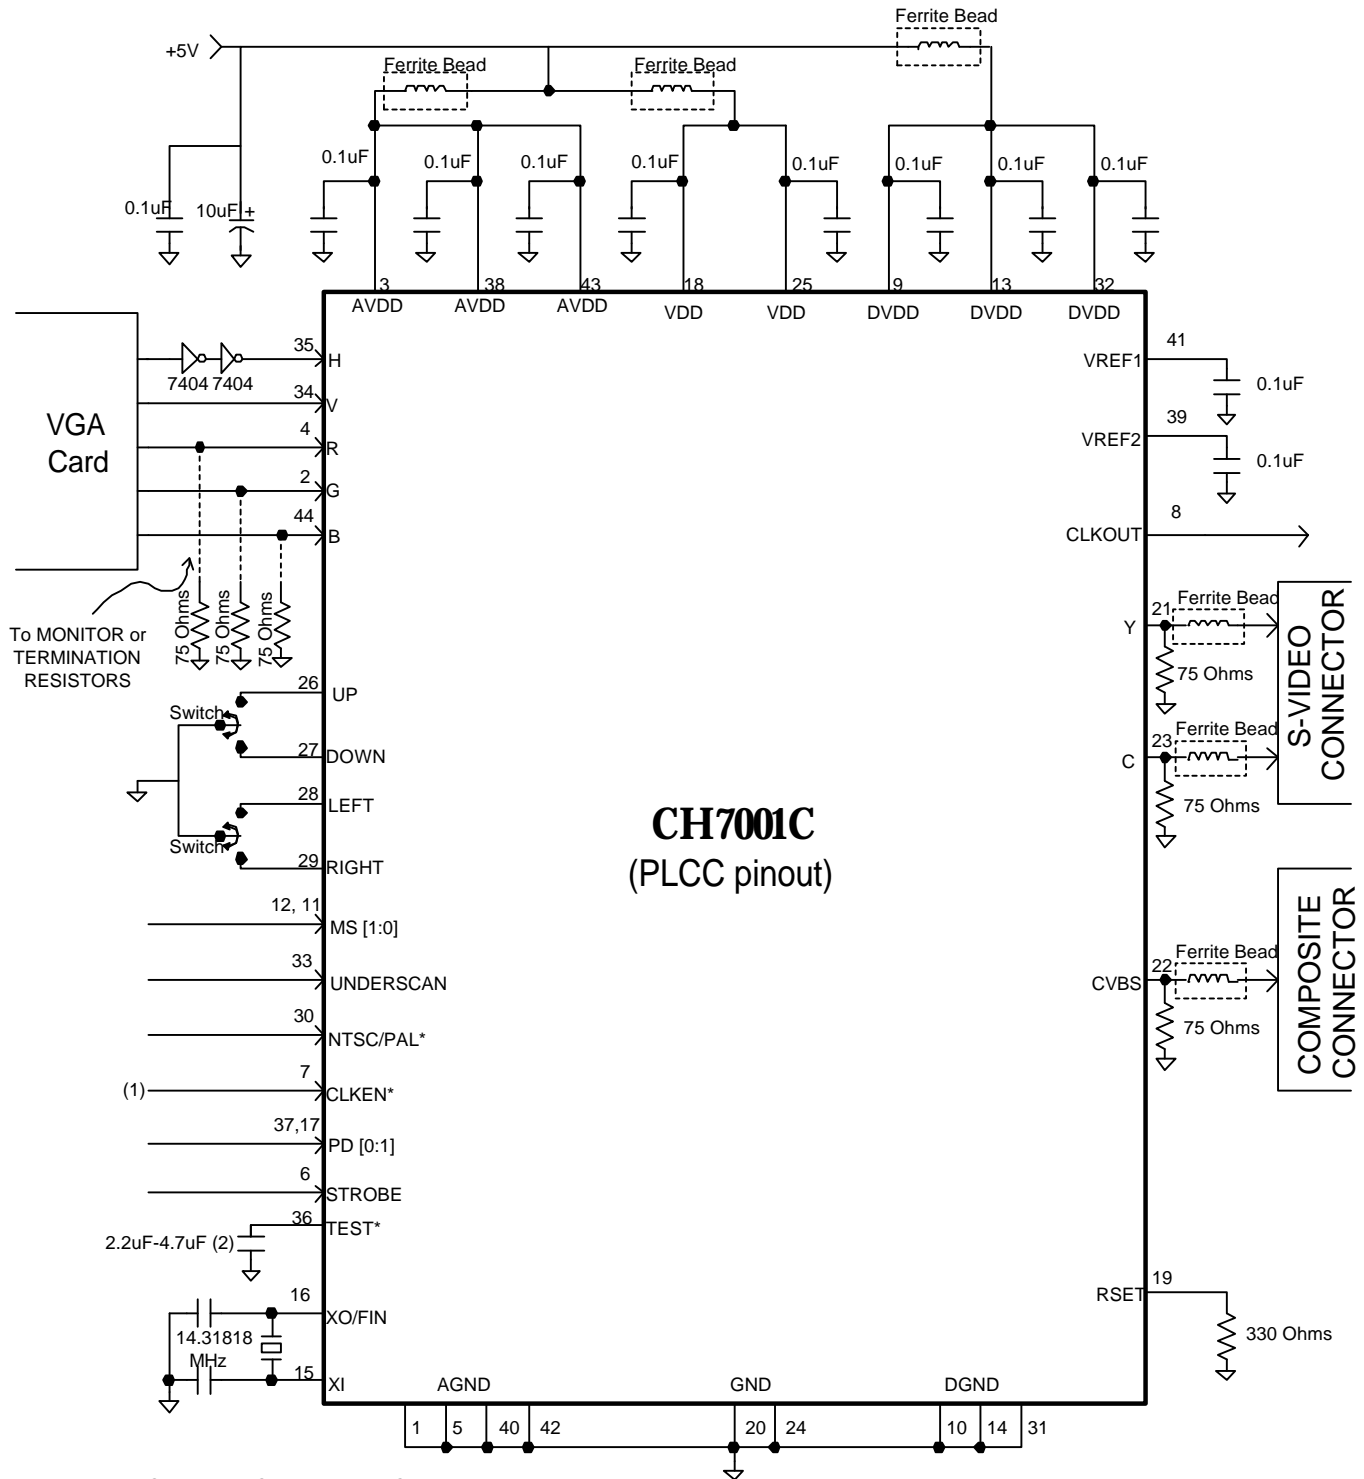 Ferrite Bead
+5V
Ferrite Bead
Ferrite Bead
0.1uF
0.1uF
0.1uF
0.1uF
0.1uF
0.1uF
0.1uF
0.1uF
0.1uF
10uF +
3
38
43
18
25
9
13
32
AVDD
AVDD
AVDD
VDD
VDD
DVDD
DVDD
DVDD
VGA
Card
7404 7404
35
H
34
V
4
R
2
G
44
B
To MONITOR or
TERMINATION
RESISTORS
75 Ohms
75 Ohms
75 Ohms
26
UP
Switch
27
DOWN
28
LEFT
Switch
29
RIGHT
12, 11
MS [1:0]
33
UNDERSCAN
30
NTSC/PAL*
7
(1)
CLKEN*
37,17
PD [0:1]
6
STROBE
36
TEST*
2.2uF-4.7uF (2)
16
XO/FIN
14.31818
MHz
15
XI
CH7001C
(PLCC pinout)
41
VREF1
0.1uF
39
VREF2
0.1uF
8
CLKOUT
Ferrite Bead
21
Y
75 Ohms
Ferrite Bead
23
C
75 Ohms
S-VIDEO
CONNECTOR
Ferrite Bead
22
CVBS
75 Ohms
COMPOSITE
CONNECTOR
19
RSET
330 Ohms
AGND
GND
DGND
1
5
40
42
20
24
10
14
31